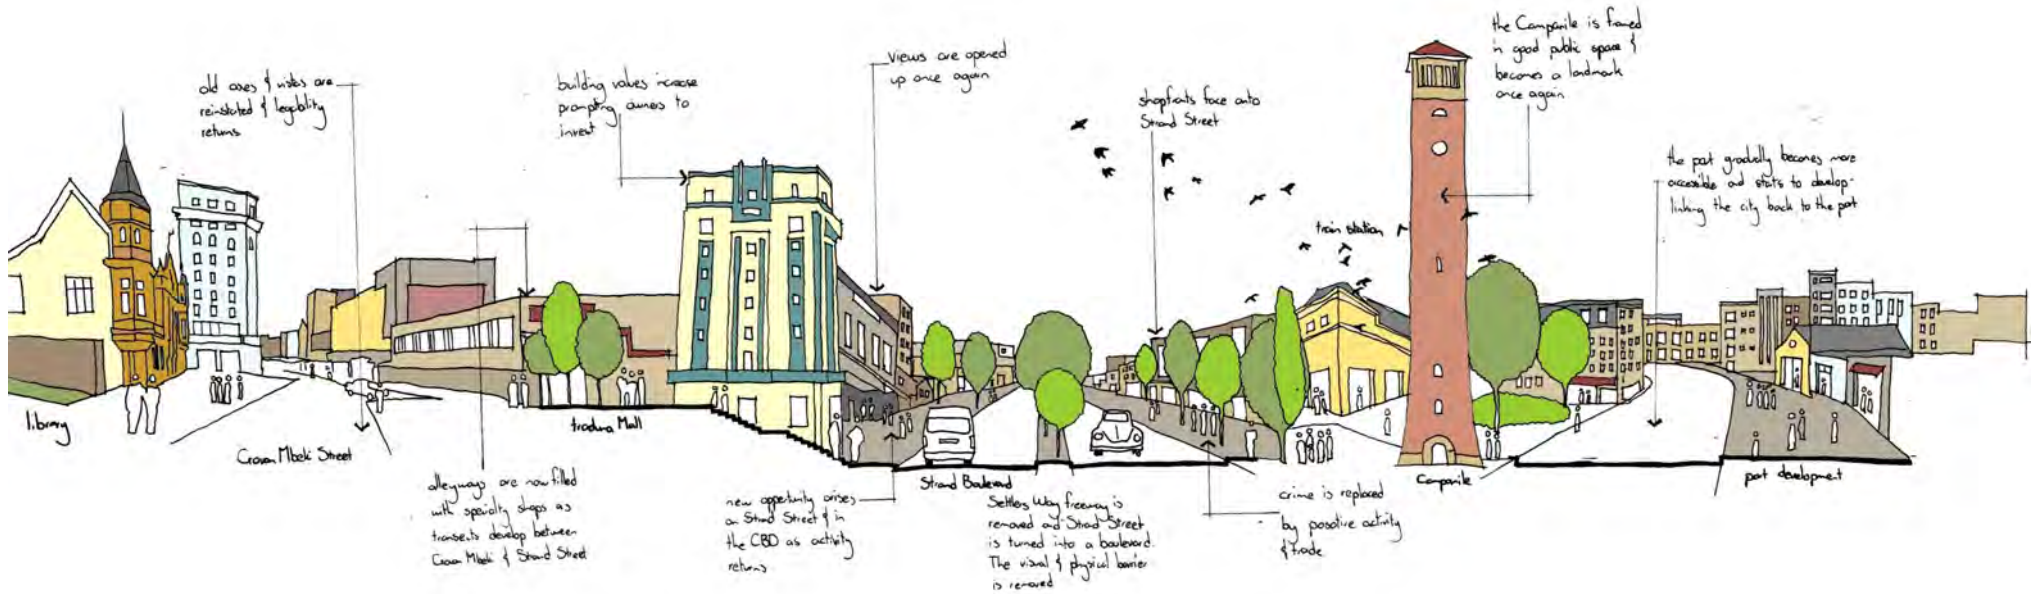 old axes & vistas are
reinstated & legability
returns
building values increase
prompting owners to
invest
views are opened
up once again
shopfronts face onto
Strand Street
the Campanile is framed
in good public space &
becomes a landmark
once again
train station
the port gradually becomes more
accessible and starts to develop-
linking the city back to the port
library
Govan Mbeki Street
traduna Mall
Strand Boulevard
Campanile
port development
alleyways are now filled
with specialty shops as
transects develop between
Govan Mbeki & Strand Street
new opportunity arises
on Strand Street & in
the CBD as activity
returns
Settlers Way freeway is
removed and Strand Street
is turned into a boulevard.
The visual & physical barrier
is removed
crime is replaced
by posative activity
& trade